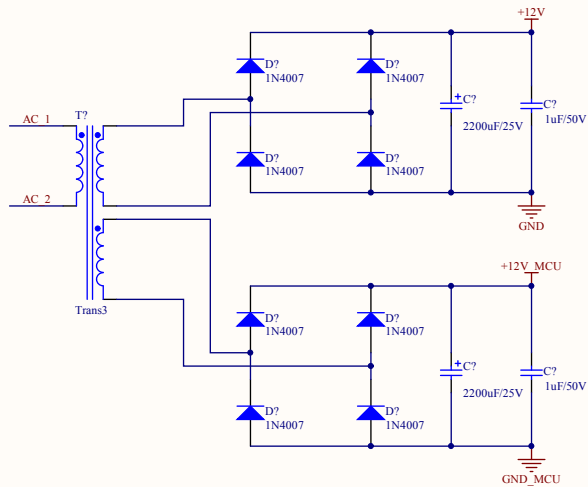 +12V
D?
1N4007
D?
1N4007
C?
2200uF/25V
C?
1uF/50V
AC_1
T?
D?
1N4007
D?
1N4007
AC_2
GND
Trans3
+12V_MCU
D?
1N4007
D?
1N4007
C?
2200uF/25V
C?
1uF/50V
D?
1N4007
D?
1N4007
GND_MCU